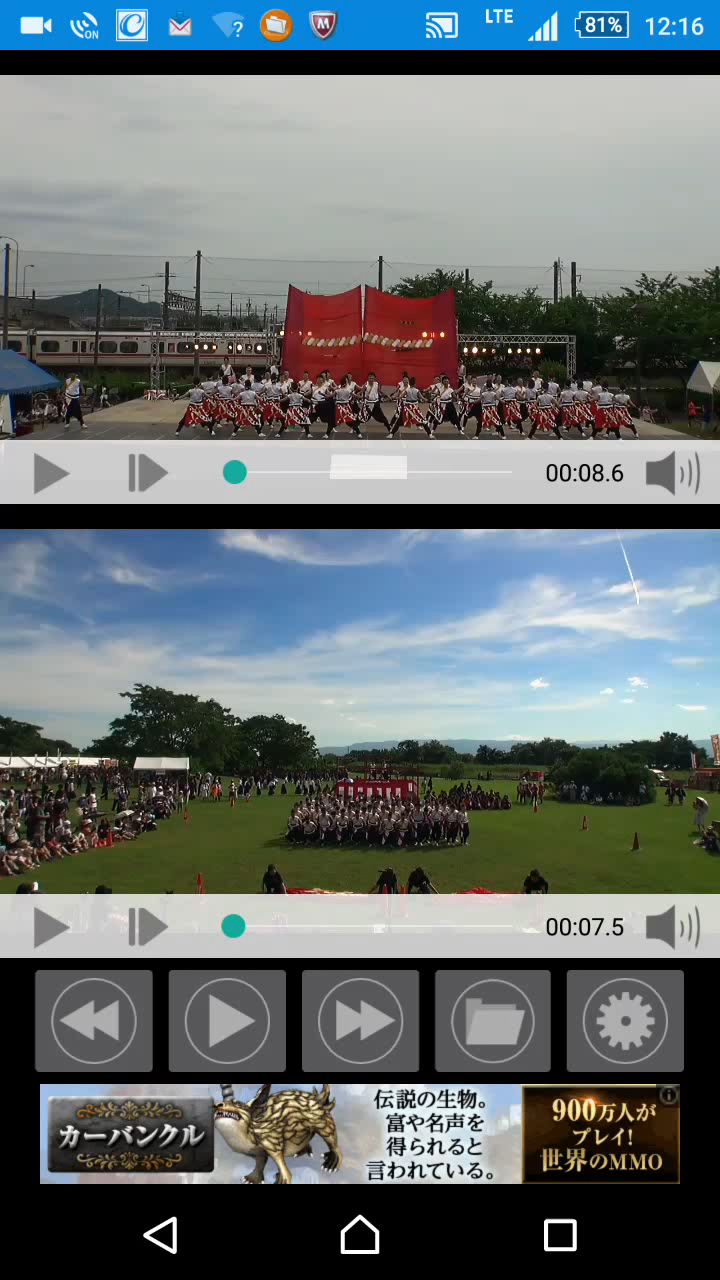 ON
?
LTE
81%
12:16
00:08.6
00:07.5
カーバンクル
伝説の生物。
富や名声を
得られると
言われている。
900万人が
プレイ!
世界のMMO